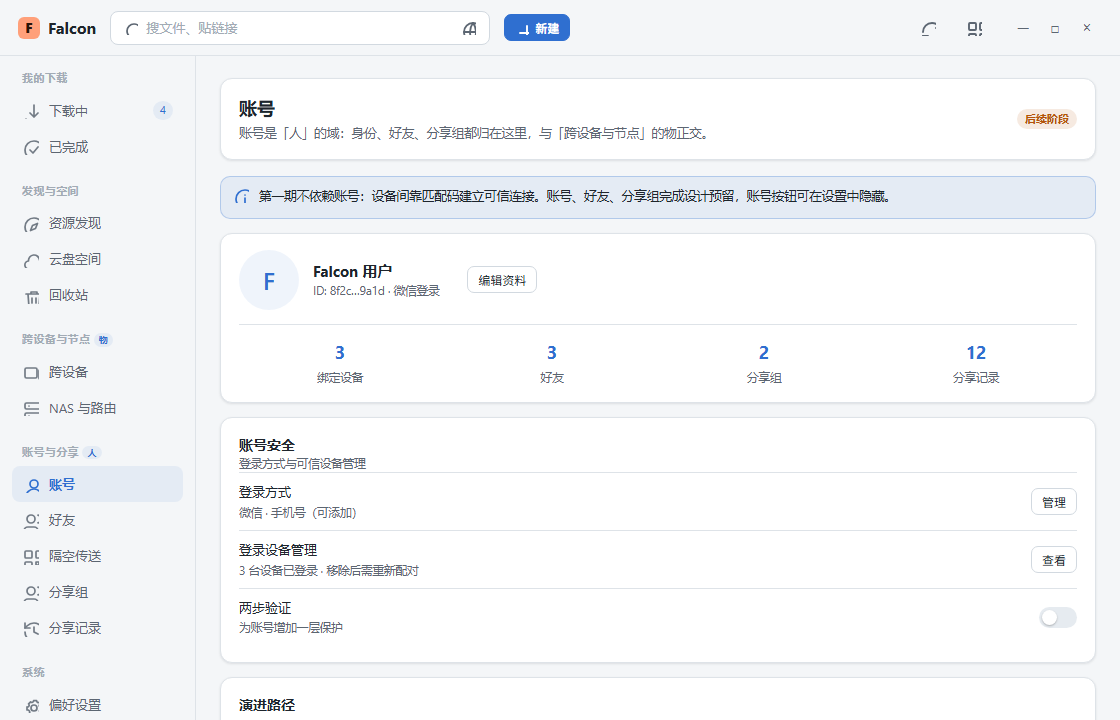 F Falcon
搜文件、贴链接
新建
我的下载
下载中 4
已完成
发现与空间
资源发现
云盘空间
回收站
跨设备与节点 物
跨设备
NAS 与路由
账号与分享 人
账号
好友
隔空传送
分享组
分享记录
系统
偏好设置
账号
账号是「人」的域：身份、好友、分享组都归在这里，与「跨设备与节点」的物正交。
后续阶段
第一期不依赖账号：设备间靠匹配码建立可信连接。账号、好友、分享组完成设计预留，账号按钮可在设置中隐藏。
F
Falcon 用户
ID: 8f2c...9a1d · 微信登录
编辑资料
3 3 2 12
绑定设备 好友 分享组 分享记录
账号安全
登录方式与可信设备管理
登录方式
微信 · 手机号（可添加）
管理
登录设备管理
3 台设备已登录 · 移除后需重新配对
查看
两步验证
为账号增加一层保护
演进路径